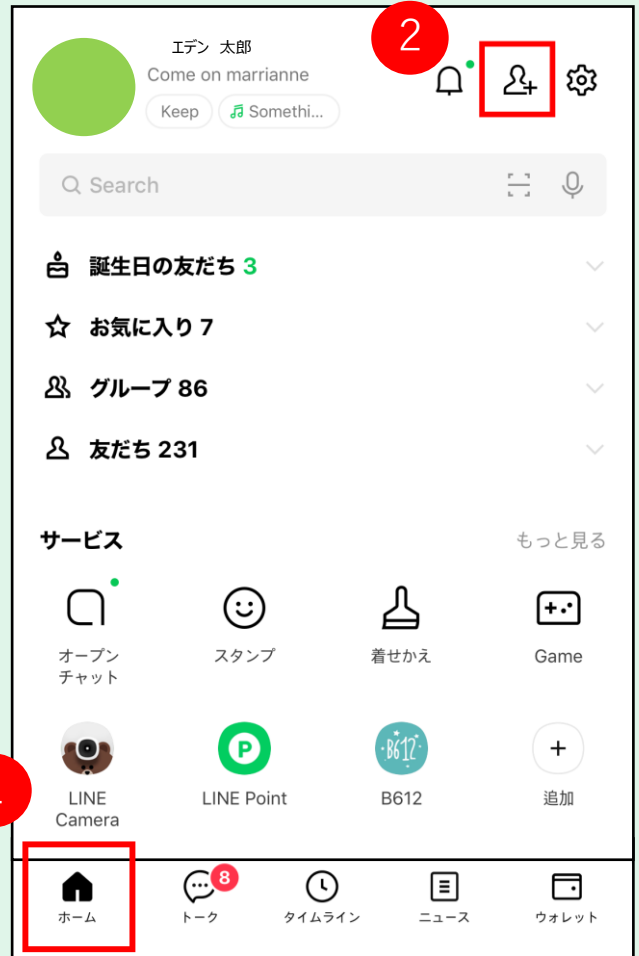 2
エデン 太郎
Come on marrianne
Keep
Somethi...
Search
誕生日の友だち 3
お気に入り 7
グループ 86
友だち 231
サービス
もっと見る
オープン
チャット
スタンプ
着せかえ
Game
P
B612
LINE
Camera
LINE Point
B612
追加
8
ホーム
トーク
タイムライン
ニュース
ウォレット